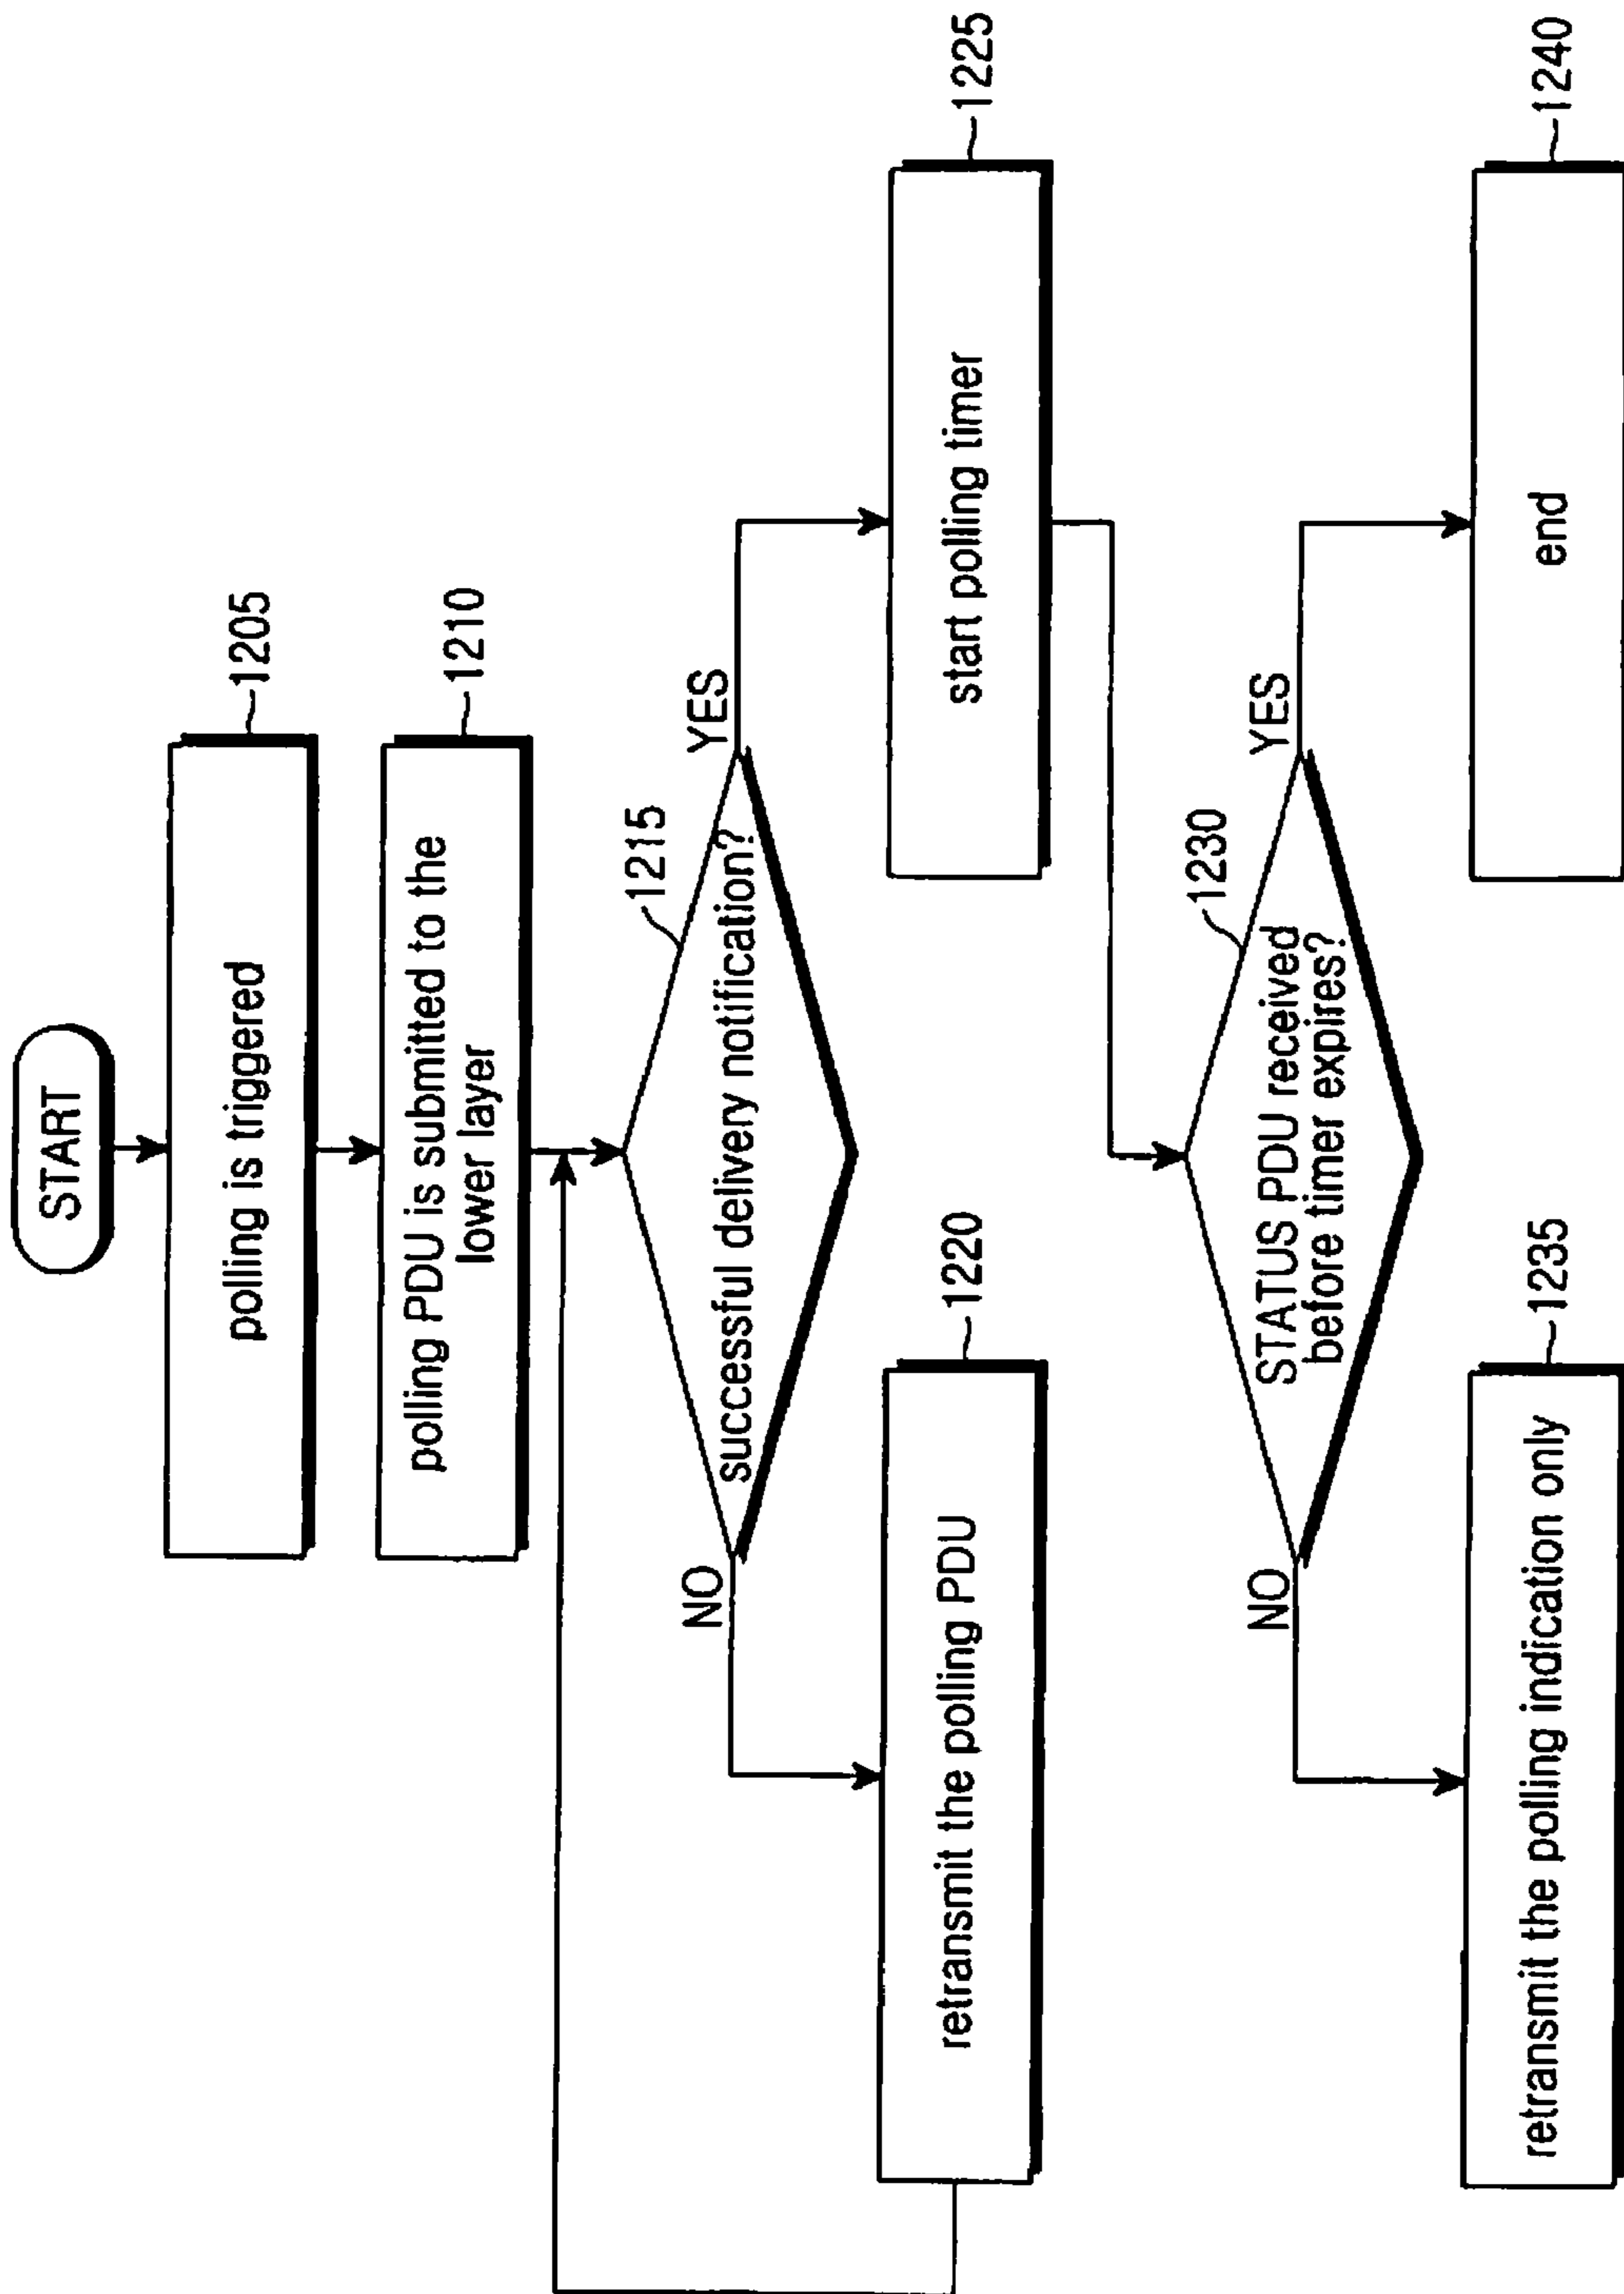 START
polling is triggered
1205
polling PDU is submitted to the
lower layer
1210
1215
successful delivery notification?
NO
YES
retransmit the polling PDU
1220
start polling timer
1225
1230
STATUS PDU received
before timer expires?
NO
YES
retransmit the polling indication only
1235
end
1240